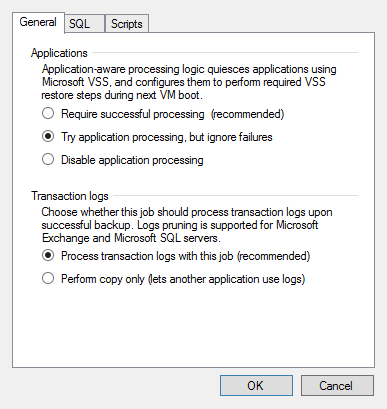 General SQL Scripts
Applications
Application-aware processing logic quiesces applications using
Microsoft VSS, and configures them to perform required VSS
restore steps during next VM boot.
Require successful processing (recommended)
Try application processing, but ignore failures
Disable application processing
Transaction logs
Choose whether this job should process transaction logs upon
successful backup. Logs pruning is supported for Microsoft
Exchange and Microsoft SQL servers.
Process transaction logs with this job (recommended)
Perform copy only (lets another application use logs)
OK Cancel